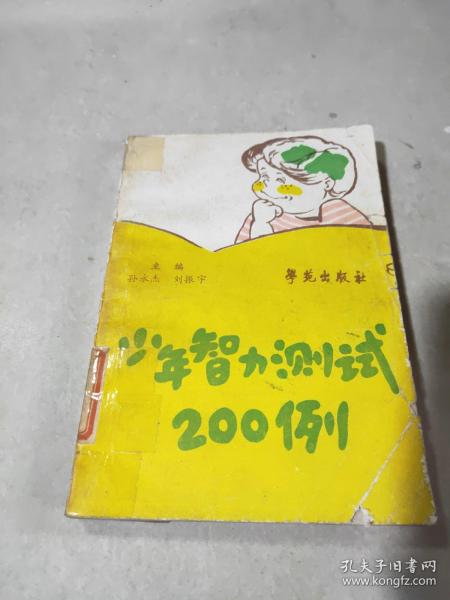 主 编
孙永杰 刘振宇
学苑出版社
少年智力测试
200例
孔夫子旧书网
www.kongfz.com